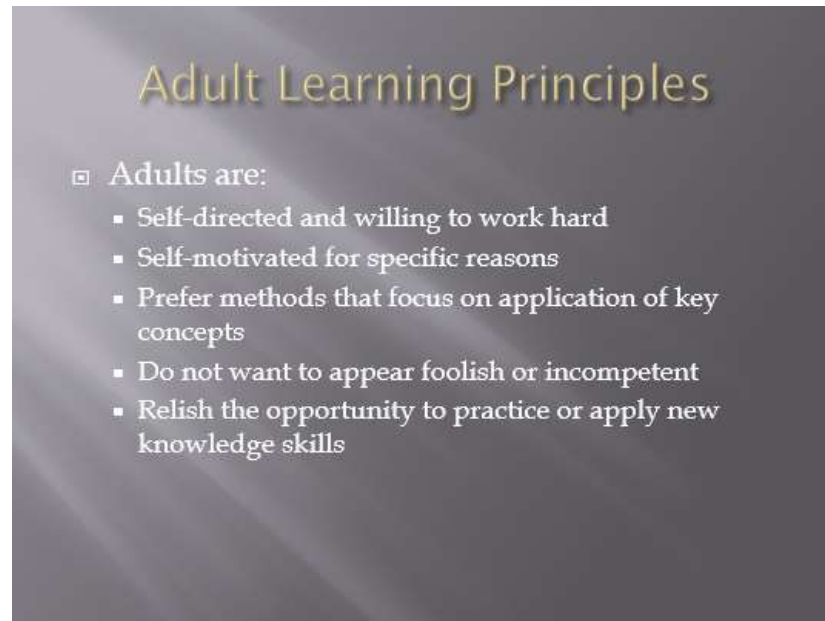 Adult Learning Principles
Adults are:
Self-directed and willing to work hard
Self-motivated for specific reasons
Prefer methods that focus on application of key
concepts
Do not want to appear foolish or incompetent
Relish the opportunity to practice or apply new
knowledge skills